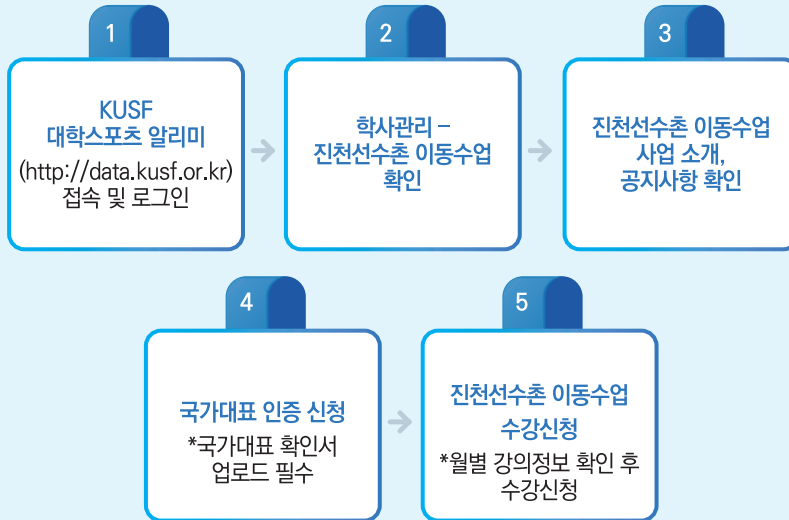 1
KUSF
대학스포츠 알리미
(http://data.kusf.or.kr)
접속 및 로그인
2
학사관리 –
진천선수촌 이동수업
확인
3
진천선수촌 이동수업
사업 소개,
공지사항 확인
4
국가대표 인증 신청
*국가대표 확인서
업로드 필수
5
진천선수촌 이동수업
수강신청
*월별 강의정보 확인 후
수강신청